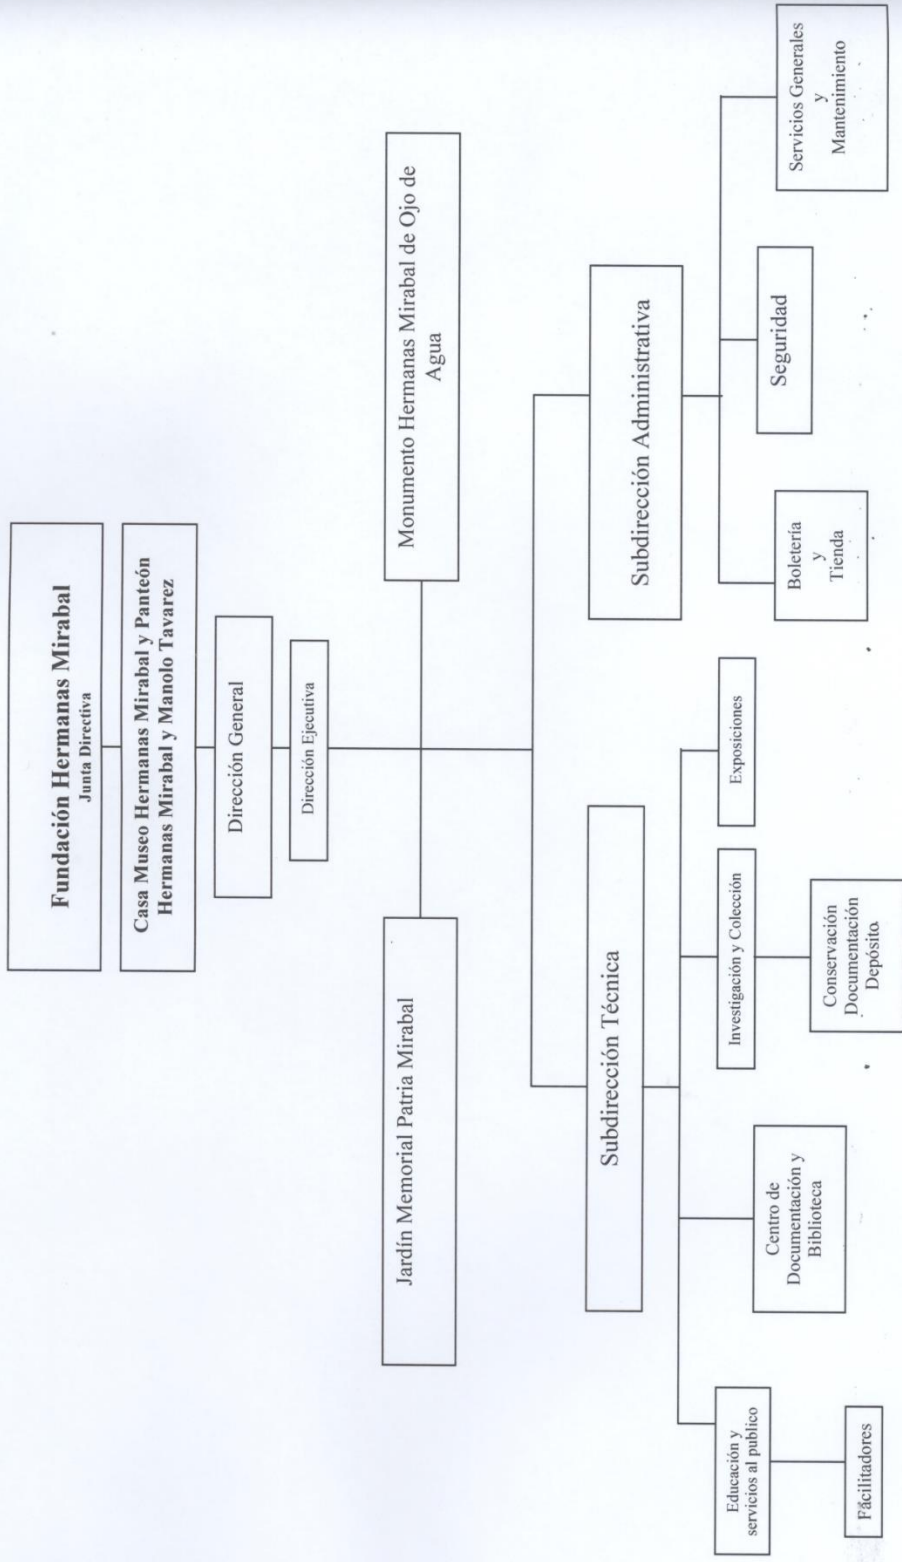 Fundación Hermanas Mirabal
Junta Directiva
Casa Museo Hermanas Mirabal y Panteón
Hermanas Mirabal y Manolo Tavarez
Dirección General
Dirección Ejecutiva
Jardín Memorial Patria Mirabal
Monumento Hermanas Mirabal de Ojo de
Agua
Subdirección Técnica
Subdirección Administrativa
Educación y
servicios al publico
Centro de
Documentación y
Biblioteca
Investigación y Colección
Exposiciones
Boletería
y
Tienda
Seguridad
Servicios Generales
y
Mantenimiento
Facilitadores
Conservación
Documentación
Depósito